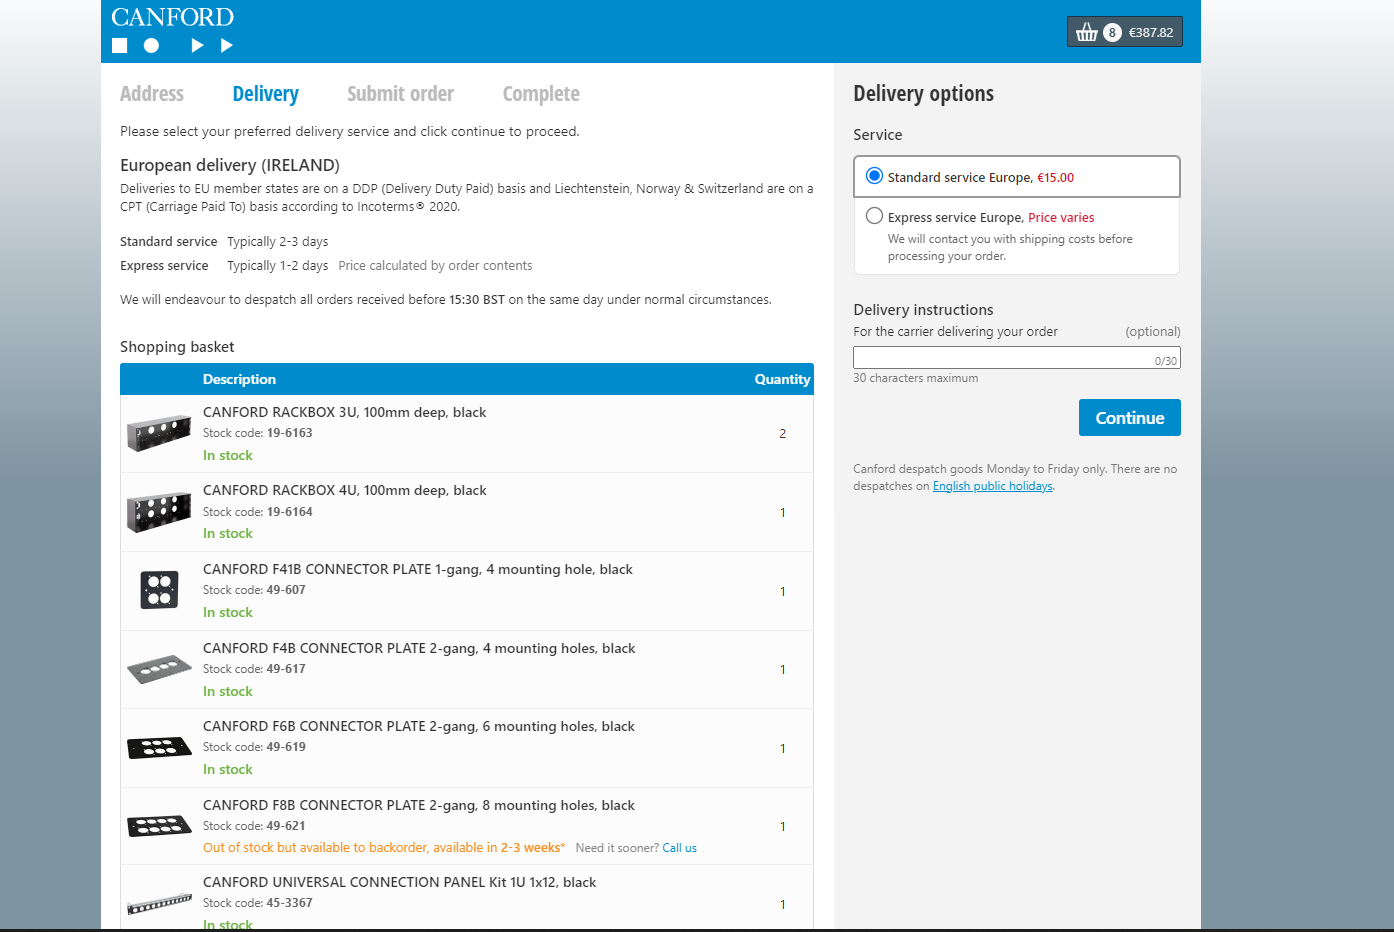 CANFORD
8 €387.82
Address Delivery Submit order Complete
Please select your preferred delivery service and click continue to proceed.
European delivery (IRELAND)
Deliveries to EU member states are on a DDP (Delivery Duty Paid) basis and Liechtenstein, Norway & Switzerland are on a
CPT (Carriage Paid To) basis according to Incoterms® 2020.
Standard service Typically 2-3 days
Express service Typically 1-2 days Price calculated by order contents
We will endeavour to despatch all orders received before 15:30 BST on the same day under normal circumstances.
Shopping basket
Description Quantity
CANFORD RACKBOX 3U, 100mm deep, black
Stock code: 19-6163
2
In stock
CANFORD RACKBOX 4U, 100mm deep, black
Stock code: 19-6164
1
In stock
CANFORD F41B CONNECTOR PLATE 1-gang, 4 mounting hole, black
Stock code: 49-607
1
In stock
CANFORD F4B CONNECTOR PLATE 2-gang, 4 mounting holes, black
Stock code: 49-617
1
In stock
CANFORD F6B CONNECTOR PLATE 2-gang, 6 mounting holes, black
Stock code: 49-619
1
In stock
CANFORD F8B CONNECTOR PLATE 2-gang, 8 mounting holes, black
Stock code: 49-621
1
Out of stock but available to backorder, available in 2-3 weeks* Need it sooner? Call us
CANFORD UNIVERSAL CONNECTION PANEL Kit 1U 1x12, black
Stock code: 45-3367
1
In stock
Delivery options
Service
Standard service Europe, €15.00
Express service Europe, Price varies
We will contact you with shipping costs before
processing your order.
Delivery instructions
For the carrier delivering your order (optional)
0/30
30 characters maximum
Continue
Canford despatch goods Monday to Friday only. There are no
despatches on English public holidays.